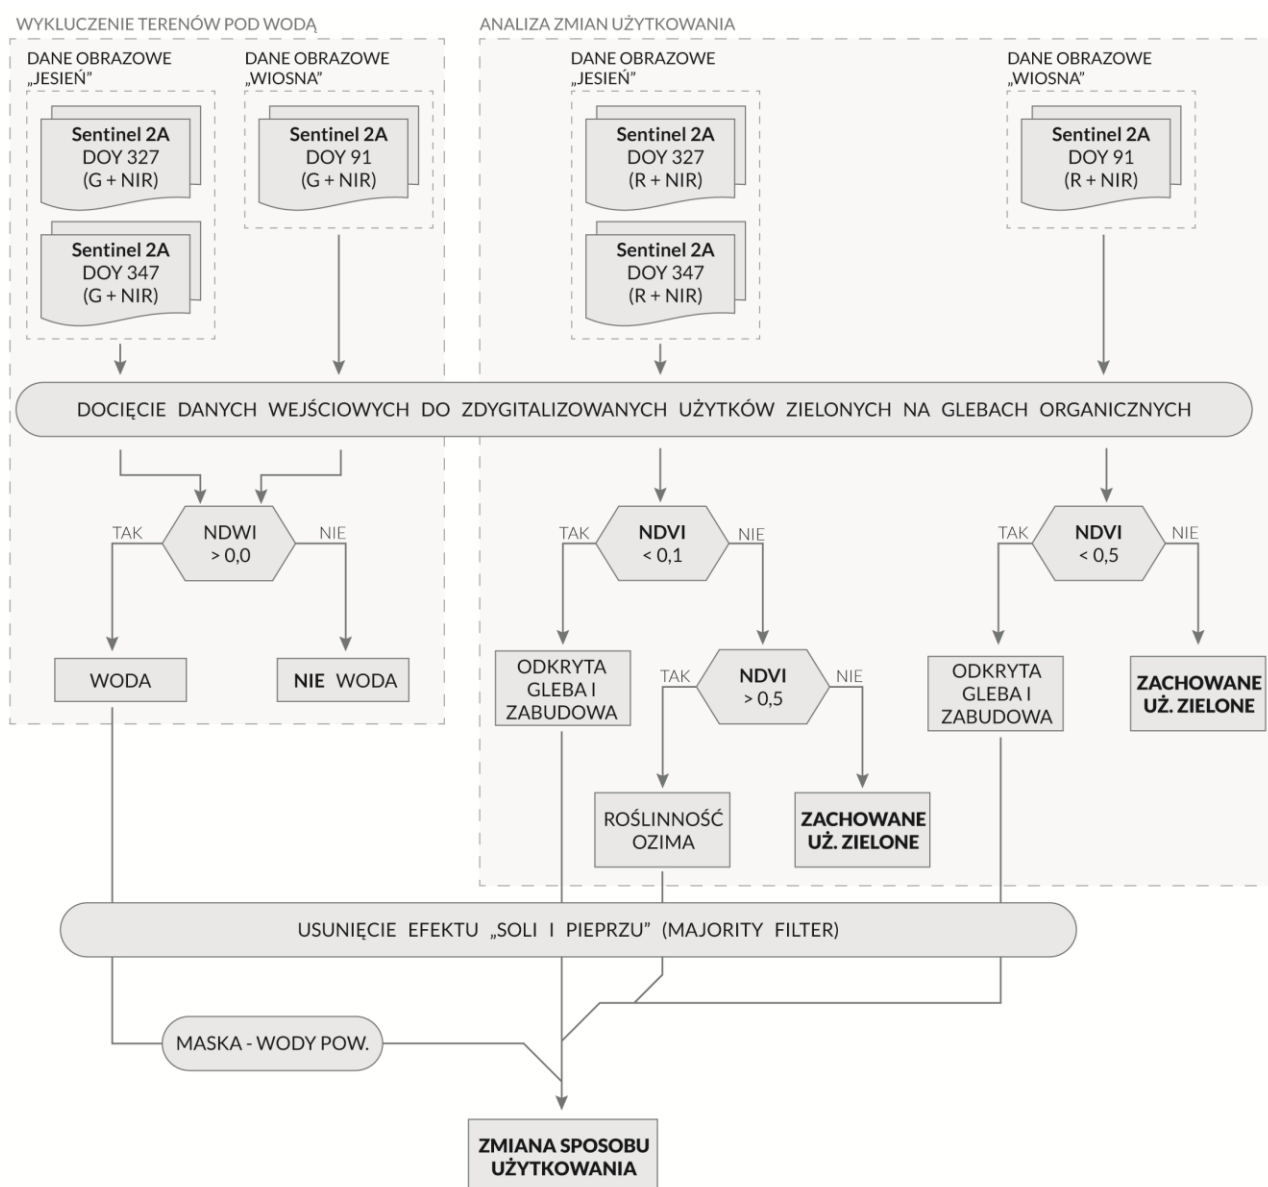 WYKLUCZENIE TERENÓW POD WODĄ
DANE OBRAZOWE
„JESIEŃ”
Sentinel 2A
DOY 327
(G + NIR)
Sentinel 2A
DOY 347
(G + NIR)
DANE OBRAZOWE
„WIOSNA”
Sentinel 2A
DOY 91
(G + NIR)
ANALIZA ZMIAN UŻYTKOWANIA
DANE OBRAZOWE
„JESIEŃ”
Sentinel 2A
DOY 327
(R + NIR)
Sentinel 2A
DOY 347
(R + NIR)
DANE OBRAZOWE
„WIOSNA”
Sentinel 2A
DOY 91
(R + NIR)
DOCIĘCIE DANYCH WEJŚCIOWYCH DO ZDYGITALIZOWANYCH UŻYTKÓW ZIELONYCH NA GLEBACH ORGANICZNYCH
TAK
NDWI
> 0,0
NIE
WODA
NIE WODA
TAK
NDVI
< 0,1
NIE
ODKRYTA
GLEBA I
ZABUDOWA
TAK
NDVI
> 0,5
NIE
ROŚLINNOŚĆ
OZIMA
ZACHOWANE
UŻ. ZIELONE
TAK
NDVI
< 0,5
NIE
ODKRYTA
GLEBA I
ZABUDOWA
ZACHOWANE
UŻ. ZIELONE
USUNIĘCIE EFEKTU „SOLI I PIEPRZU” (MAJORITY FILTER)
MASKA - WODY POW.
ZMIANA SPOSOBU
UŻYTKOWANIA